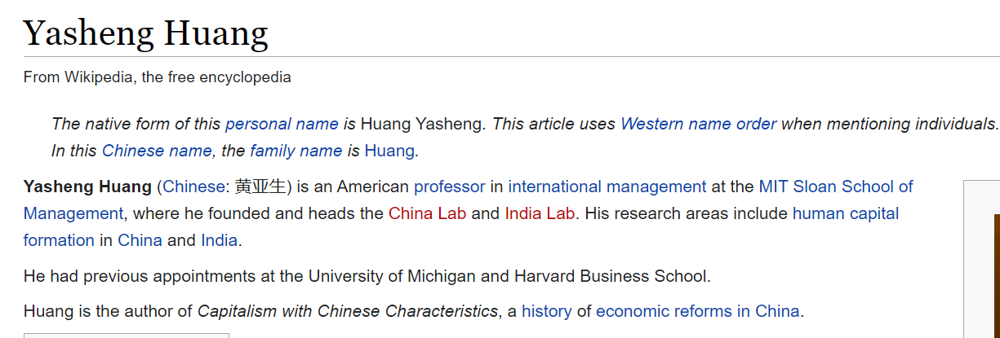 Yasheng Huang
From Wikipedia, the free encyclopedia
The native form of this personal name is Huang Yasheng. This article uses Western name order when mentioning individuals.
In this Chinese name, the family name is Huang.
Yasheng Huang (Chinese: 黄亚生) is an American professor in international management at the MIT Sloan School of
Management, where he founded and heads the China Lab and India Lab. His research areas include human capital
formation in China and India.
He had previous appointments at the University of Michigan and Harvard Business School.
Huang is the author of Capitalism with Chinese Characteristics, a history of economic reforms in China.